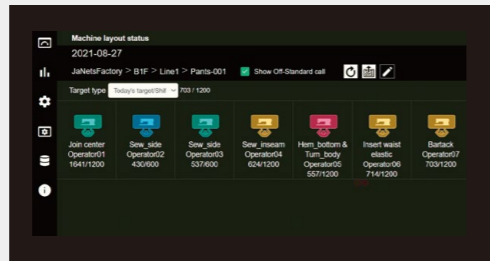 Machine layout status
2021-08-27
JaNetsFactory > B1F > Line1 > Pants-001 Show Off-Standard call
Target type Today's target/Shif 703 / 1200
Join center
Operator01
1641/1200
Sew_side
Operator02
430/600
Sew_side
Operator03
537/600
Sew_inseam
Operator04
624/1200
Hem_bottom &
Turn_body
Operator05
557/1200
Insert waist
elastic
Operator06
714/1200
Bartack
Operator07
703/1200